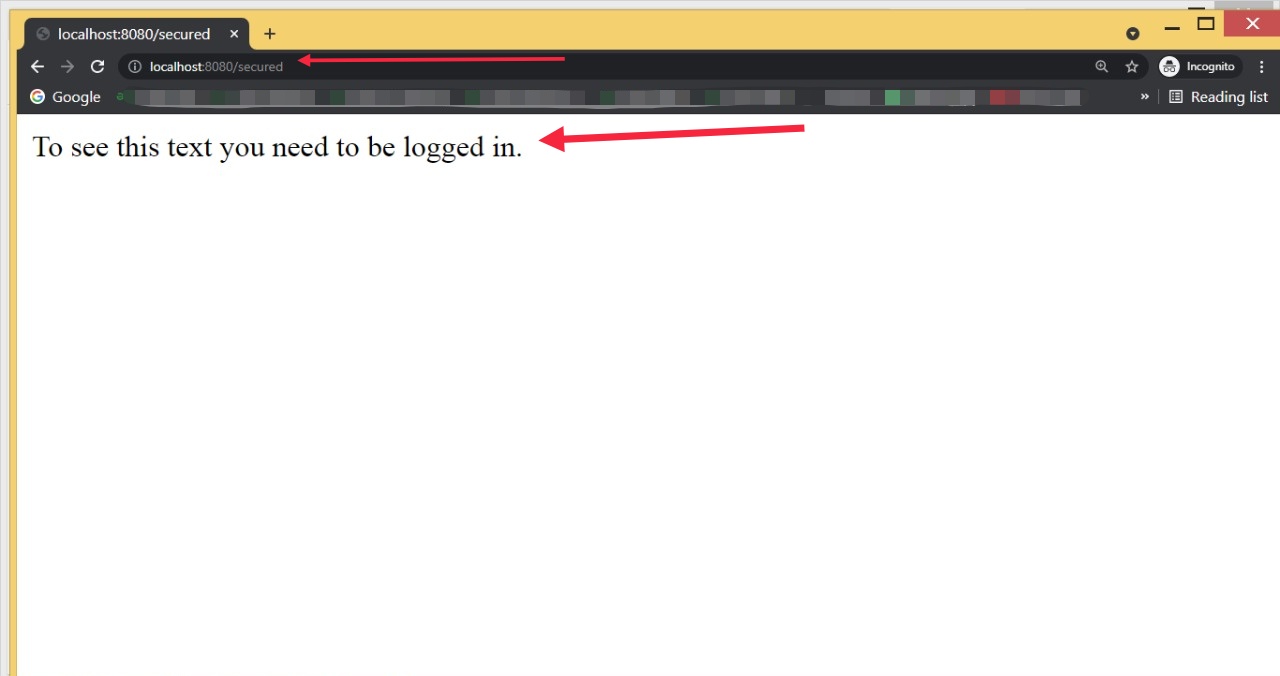 localhost:8080/secured
localhost:8080/secured
Incognito
Google
» Reading list
To see this text you need to be logged in.